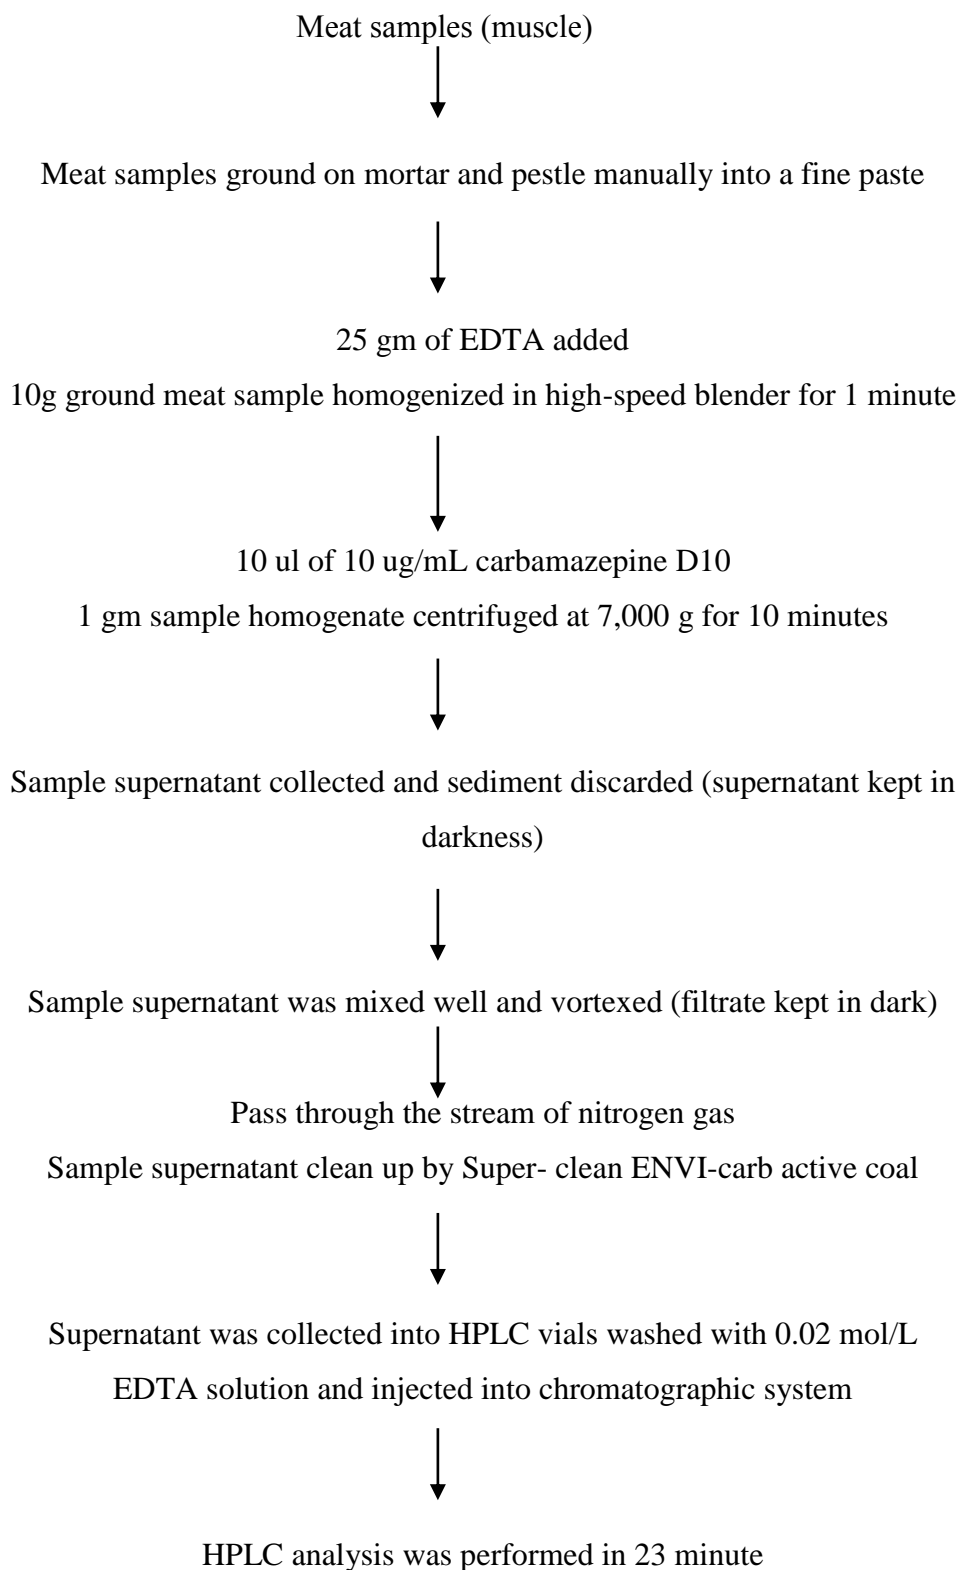 Meat samples (muscle)
Meat samples ground on mortar and pestle manually into a fine paste
25 gm of EDTA added
10g ground meat sample homogenized in high-speed blender for 1 minute
10 ul of 10 ug/mL carbamazepine D10
1 gm sample homogenate centrifuged at 7,000 g for 10 minutes
Sample supernatant collected and sediment discarded (supernatant kept in
darkness)
Sample supernatant was mixed well and vortexed (filtrate kept in dark)
Pass through the stream of nitrogen gas
Sample supernatant clean up by Super- clean ENVI-carb active coal
Supernatant was collected into HPLC vials washed with 0.02 mol/L
EDTA solution and injected into chromatographic system
HPLC analysis was performed in 23 minute